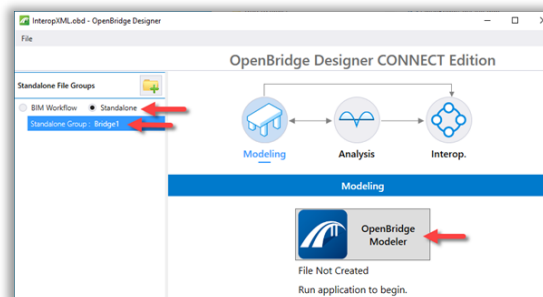 InteropXML.obd - OpenBridge Designer
File
OpenBridge Designer CONNECT Edition
Standalone File Groups
BIM Workflow Standalone
Standalone Group : Bridge1
Modeling Analysis Interop.
Modeling
OpenBridge
Modeler
File Not Created
Run application to begin.